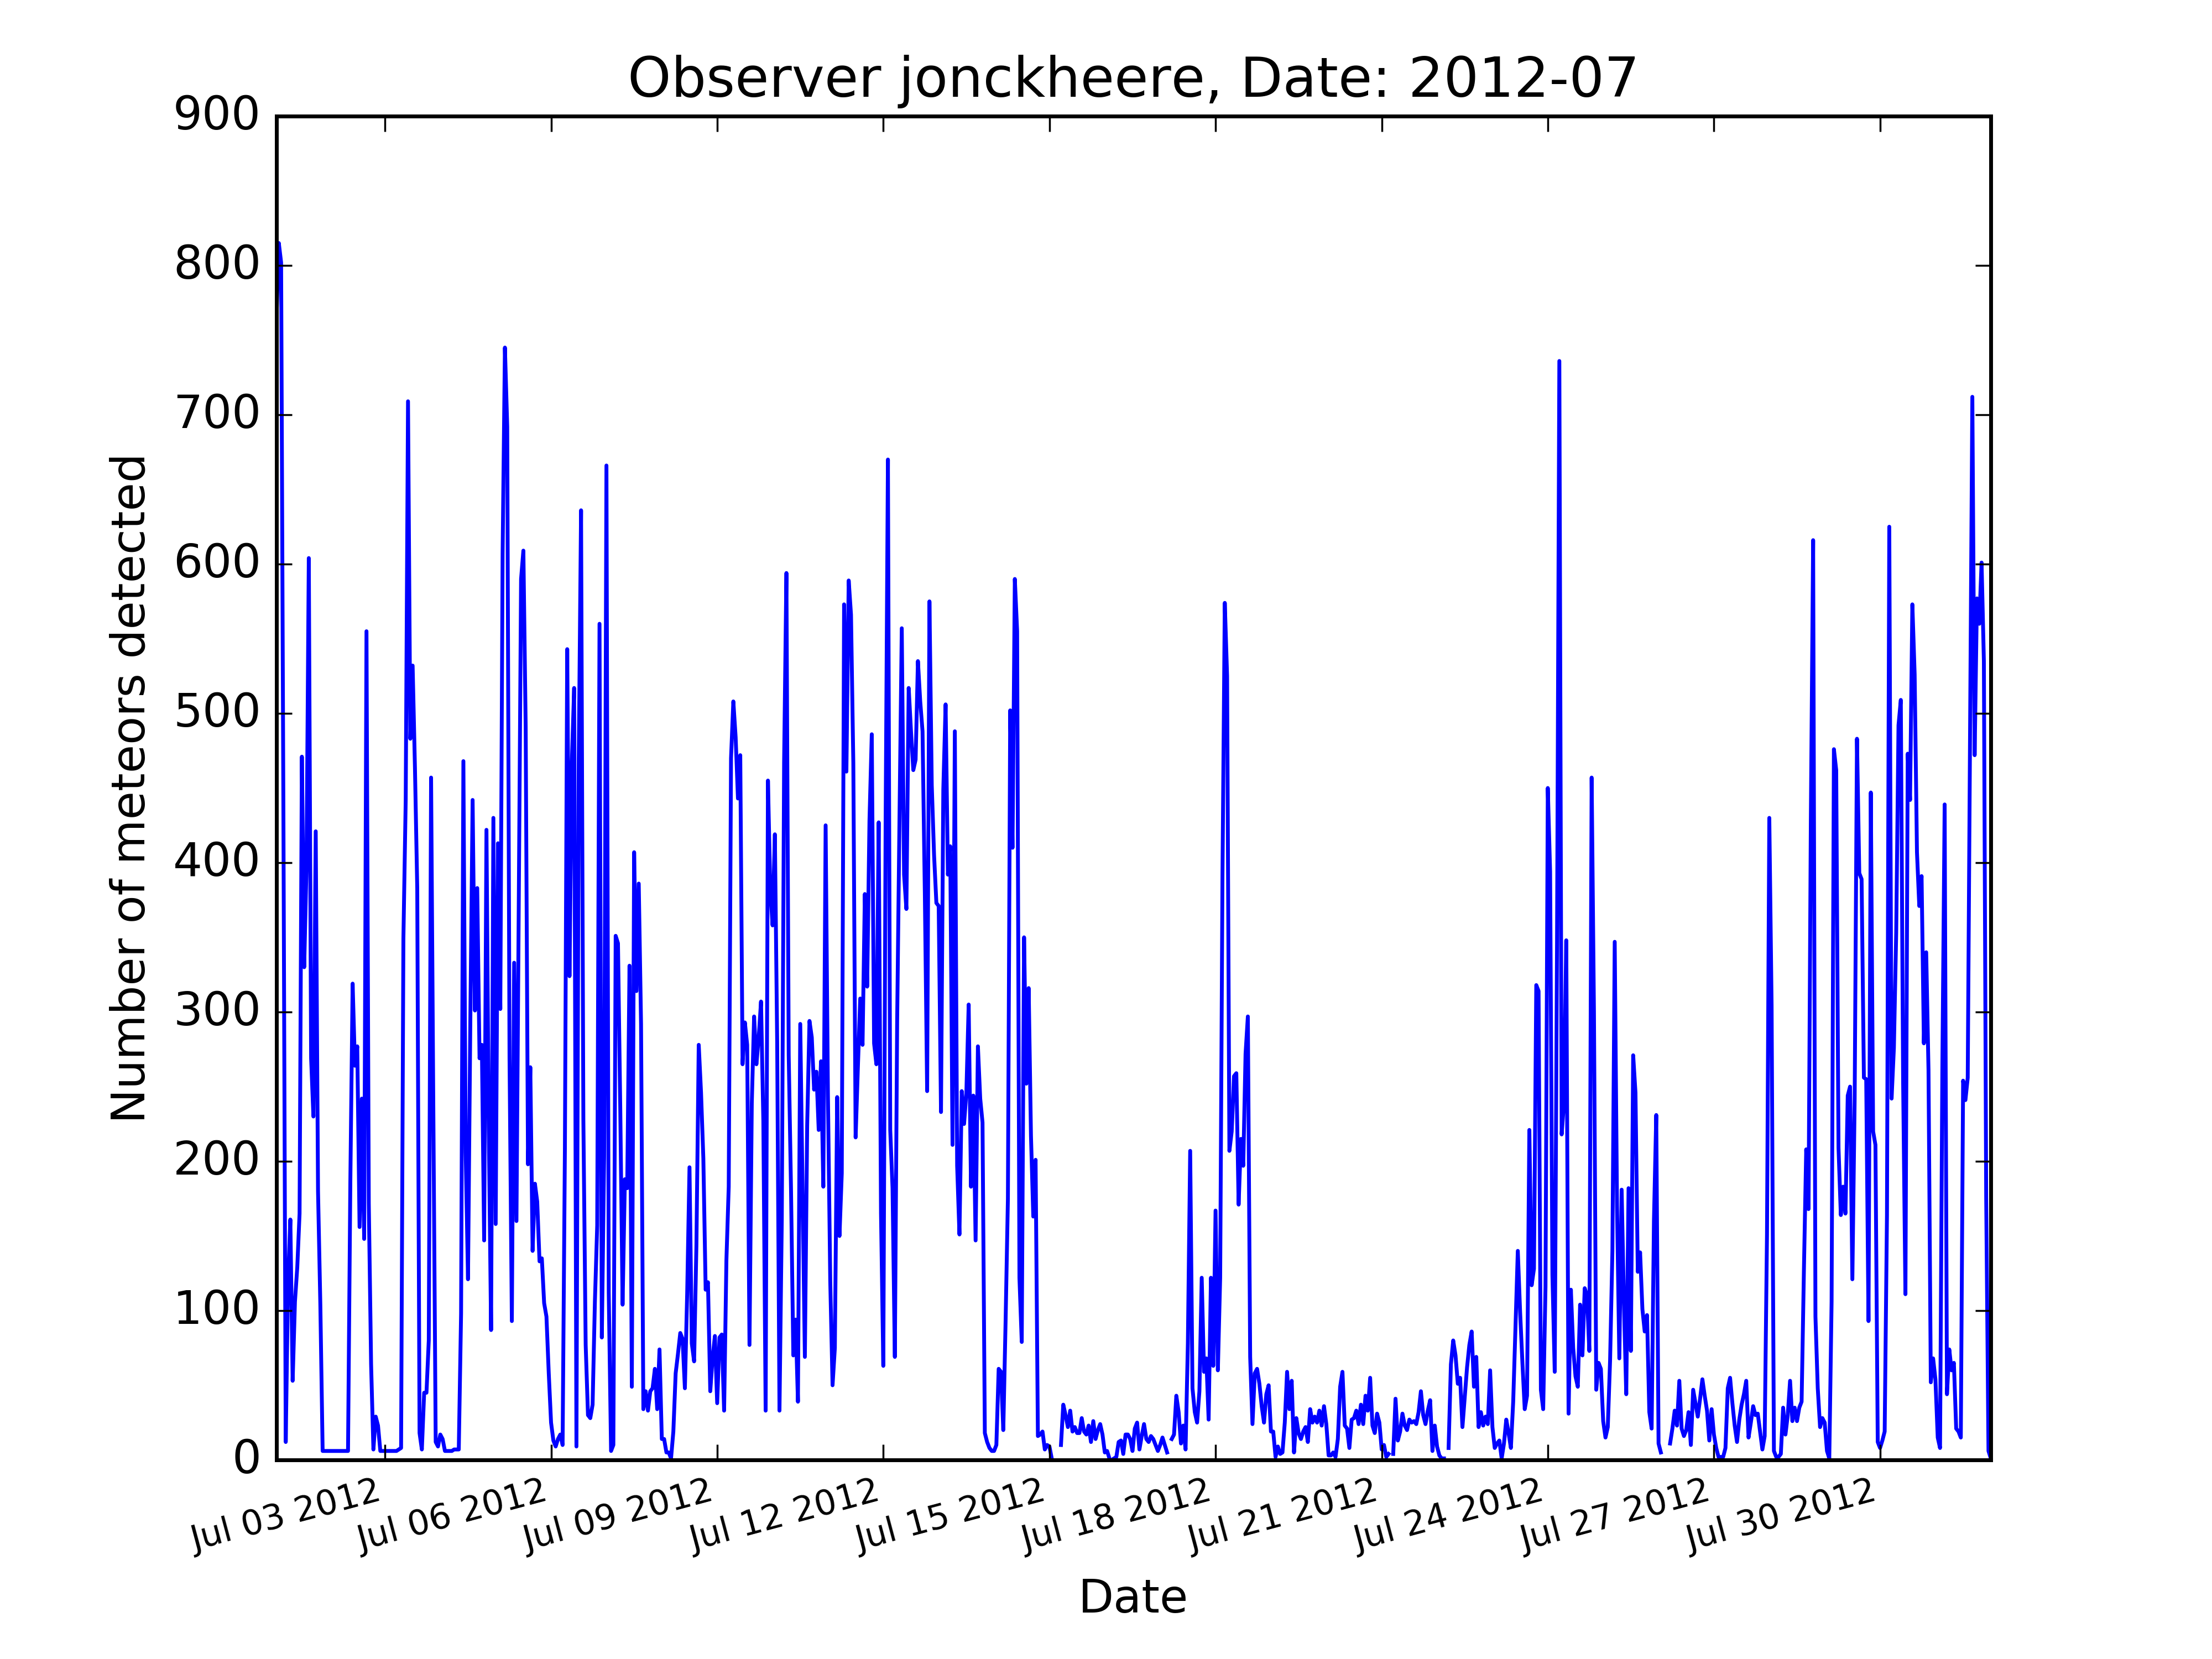 Observer jonckheere, Date: 2012-07
900
800
700
600
500
400
300
200
100
0
Number of meteors detected
Jul 03 2012
Jul 06 2012
Jul 09 2012
Jul 12 2012
Jul 15 2012
Jul 18 2012
Jul 21 2012
Jul 24 2012
Jul 27 2012
Jul 30 2012
Date